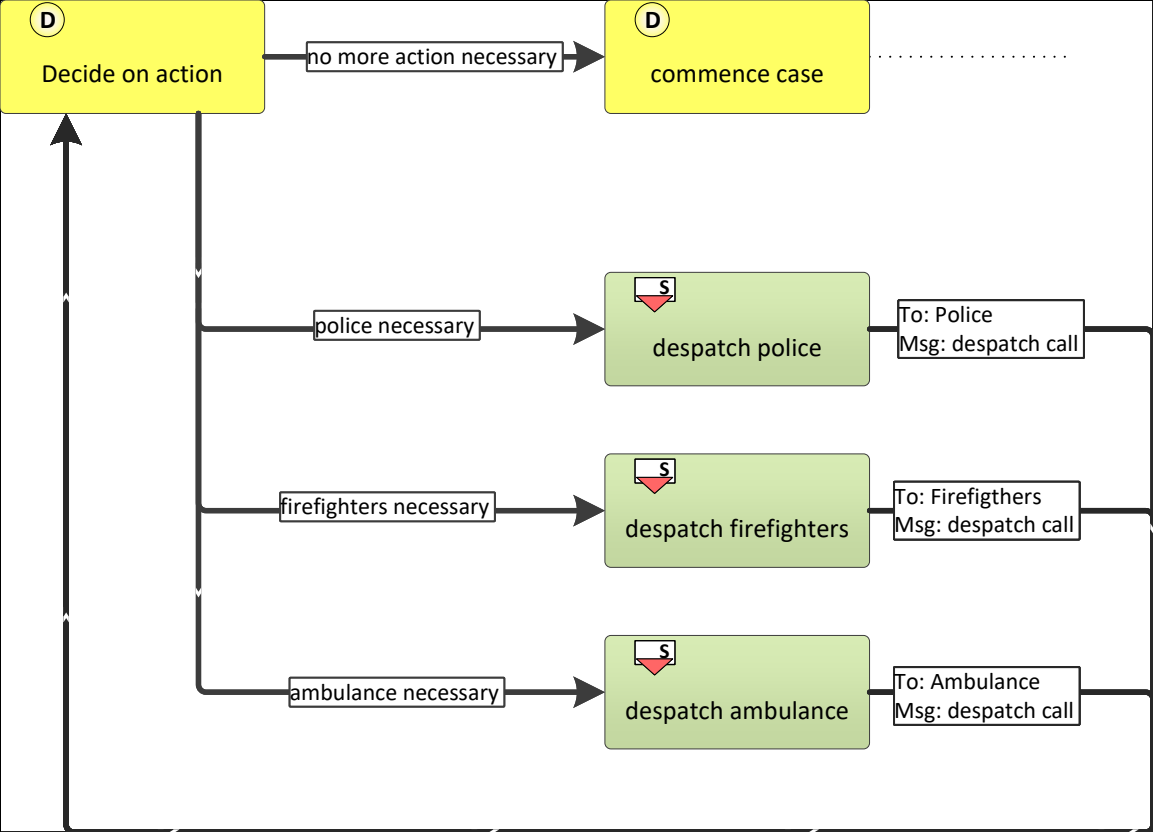 D
Decide on action
no more action necessary
D
commence case
police necessary
S
despatch police
To: Police
Msg: despatch call
firefighters necessary
S
despatch firefighters
To: Firefigthers
Msg: despatch call
ambulance necessary
S
despatch ambulance
To: Ambulance
Msg: despatch call